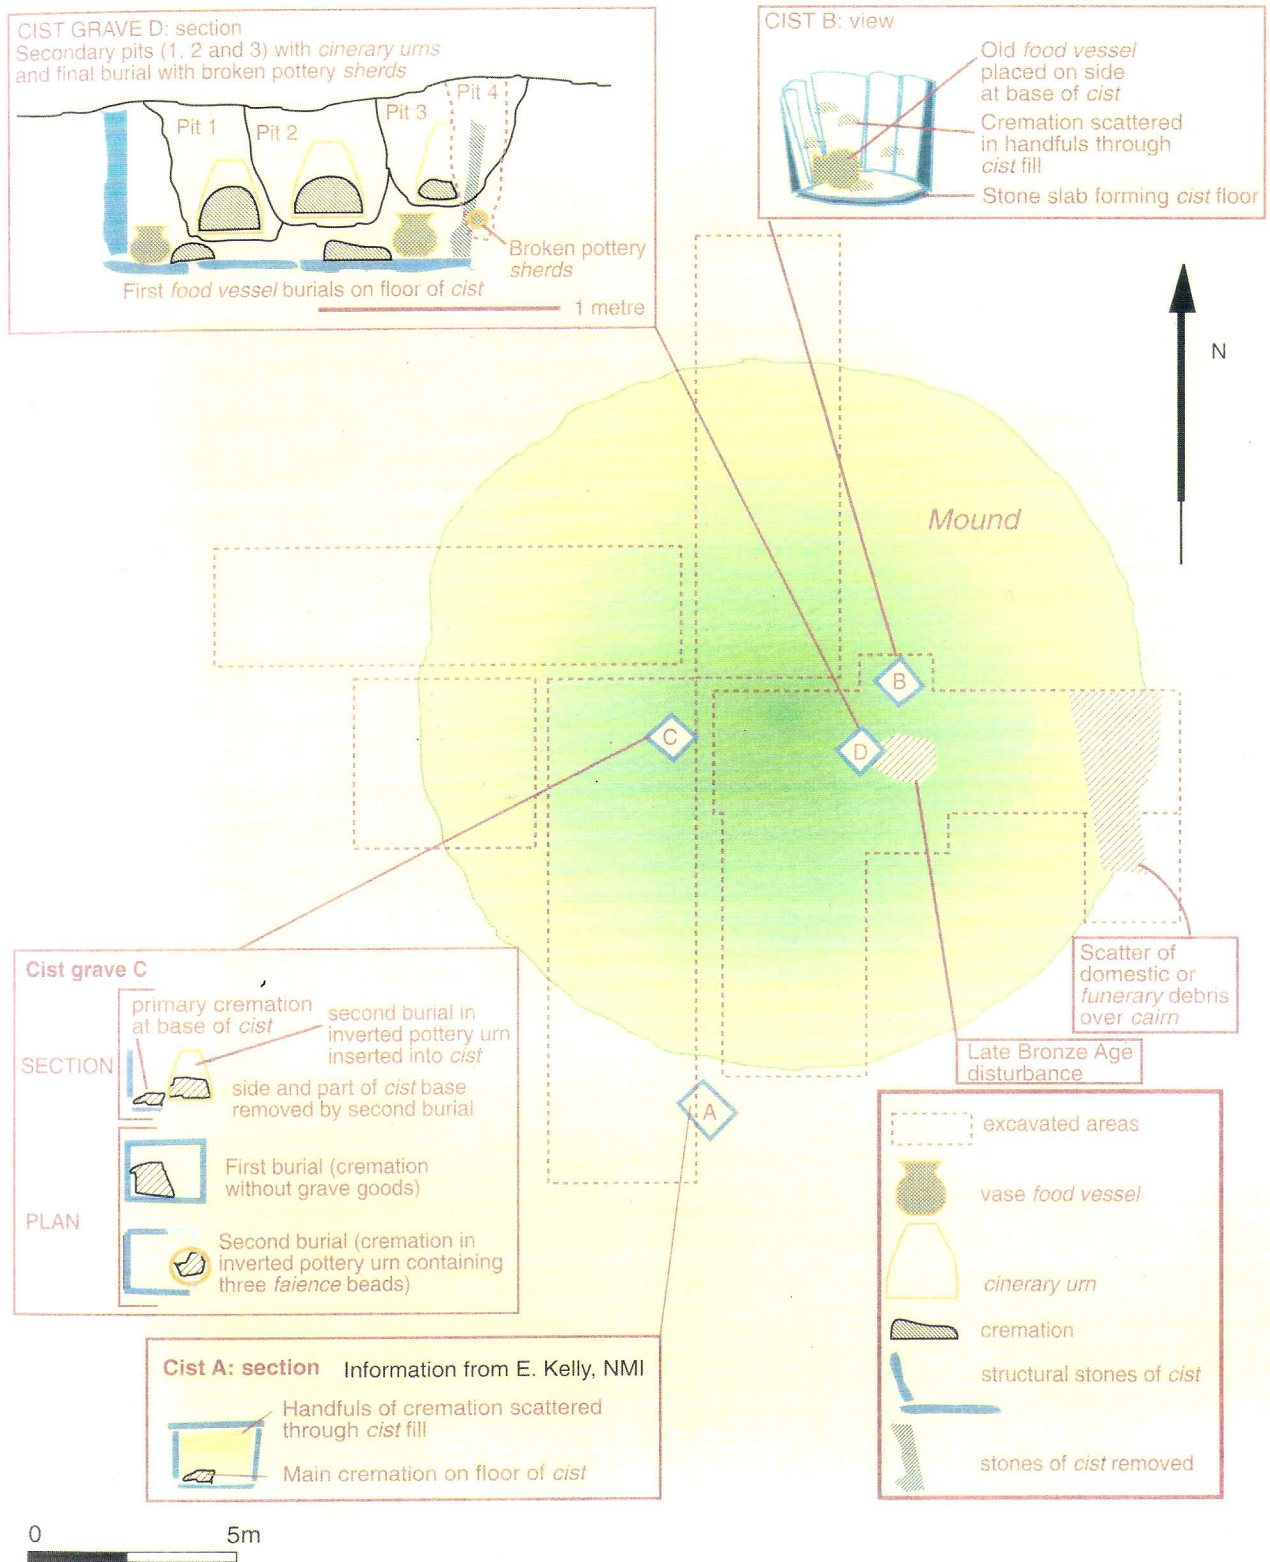 CIST GRAVE D: section
Secondary pits (1, 2 and 3) with cinerary urns
and final burial with broken pottery sherds
Pit 1
Pit 2
Pit 3
Pit 4
Broken pottery
sherds
First food vessel burials on floor of cist
1 metre
CIST B: view
Old food vessel
placed on side
at base of cist
Cremation scattered
in handfuls through
cist fill
Stone slab forming cist floor
N
Mound
B
C
D
A
Scatter of
domestic or
funerary debris
over cairn
Late Bronze Age
disturbance
Cist grave C
primary cremation
at base of cist
second burial in
inverted pottery urn
inserted into cist
SECTION
side and part of cist base
removed by second burial
First burial (cremation
without grave goods)
PLAN
Second burial (cremation in
inverted pottery urn containing
three faience beads)
Cist A: section Information from E. Kelly, NMI
Handfuls of cremation scattered
through cist fill
Main cremation on floor of cist
excavated areas
vase food vessel
cinerary urn
cremation
structural stones of cist
stones of cist removed
0 5m